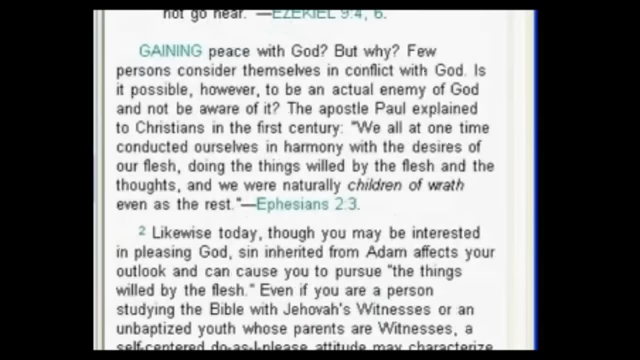 not go near. —EZEKIEL 9:4, 6.
GAINING peace with God? But why? Few
persons consider themselves in conflict with God. Is
it possible, however, to be an actual enemy of God
and not be aware of it? The apostle Paul explained
to Christians in the first century: "We all at one time
conducted ourselves in harmony with the desires of
our flesh, doing the things willed by the flesh and the
thoughts, and we were naturally children of wrath
even as the rest."—Ephesians 2:3.
2 Likewise today, though you may be interested
in pleasing God, sin inherited from Adam affects your
outlook and can cause you to pursue "the things
willed by the flesh." Even if you are a person
studying the Bible with Jehovah's Witnesses or an
unbaptized youth whose parents are Witnesses, a
self-centered do-as-I-please attitude may characterize